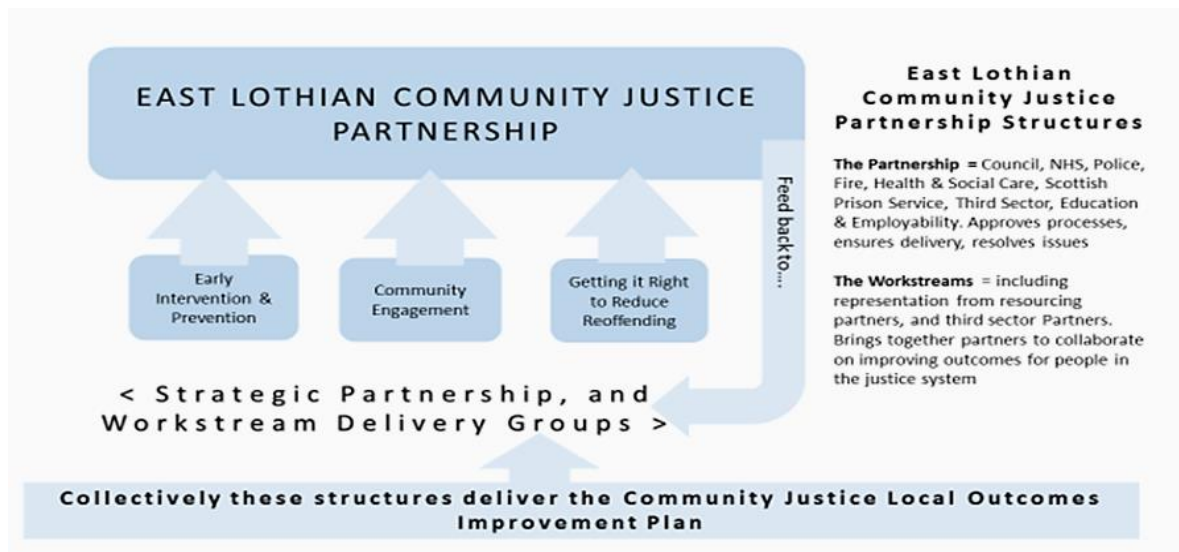 EAST LOTHIAN COMMUNITY JUSTICE
PARTNERSHIP
Early
Intervention &
Prevention
Community
Engagement
Getting it Right
to Reduce
Reoffending
Feed back to....
< Strategic Partnership, and
Workstream Delivery Groups >
Collectively these structures deliver the Community Justice Local Outcomes
Improvement Plan
East Lothian
Community Justice
Partnership Structures
The Partnership = Council, NHS, Police,
Fire, Health & Social Care, Scottish
Prison Service, Third Sector, Education
& Employability. Approves processes,
ensures delivery, resolves issues
The Workstreams = including
representation from resourcing
partners, and third sector Partners.
Brings together partners to collaborate
on improving outcomes for people in
the justice system